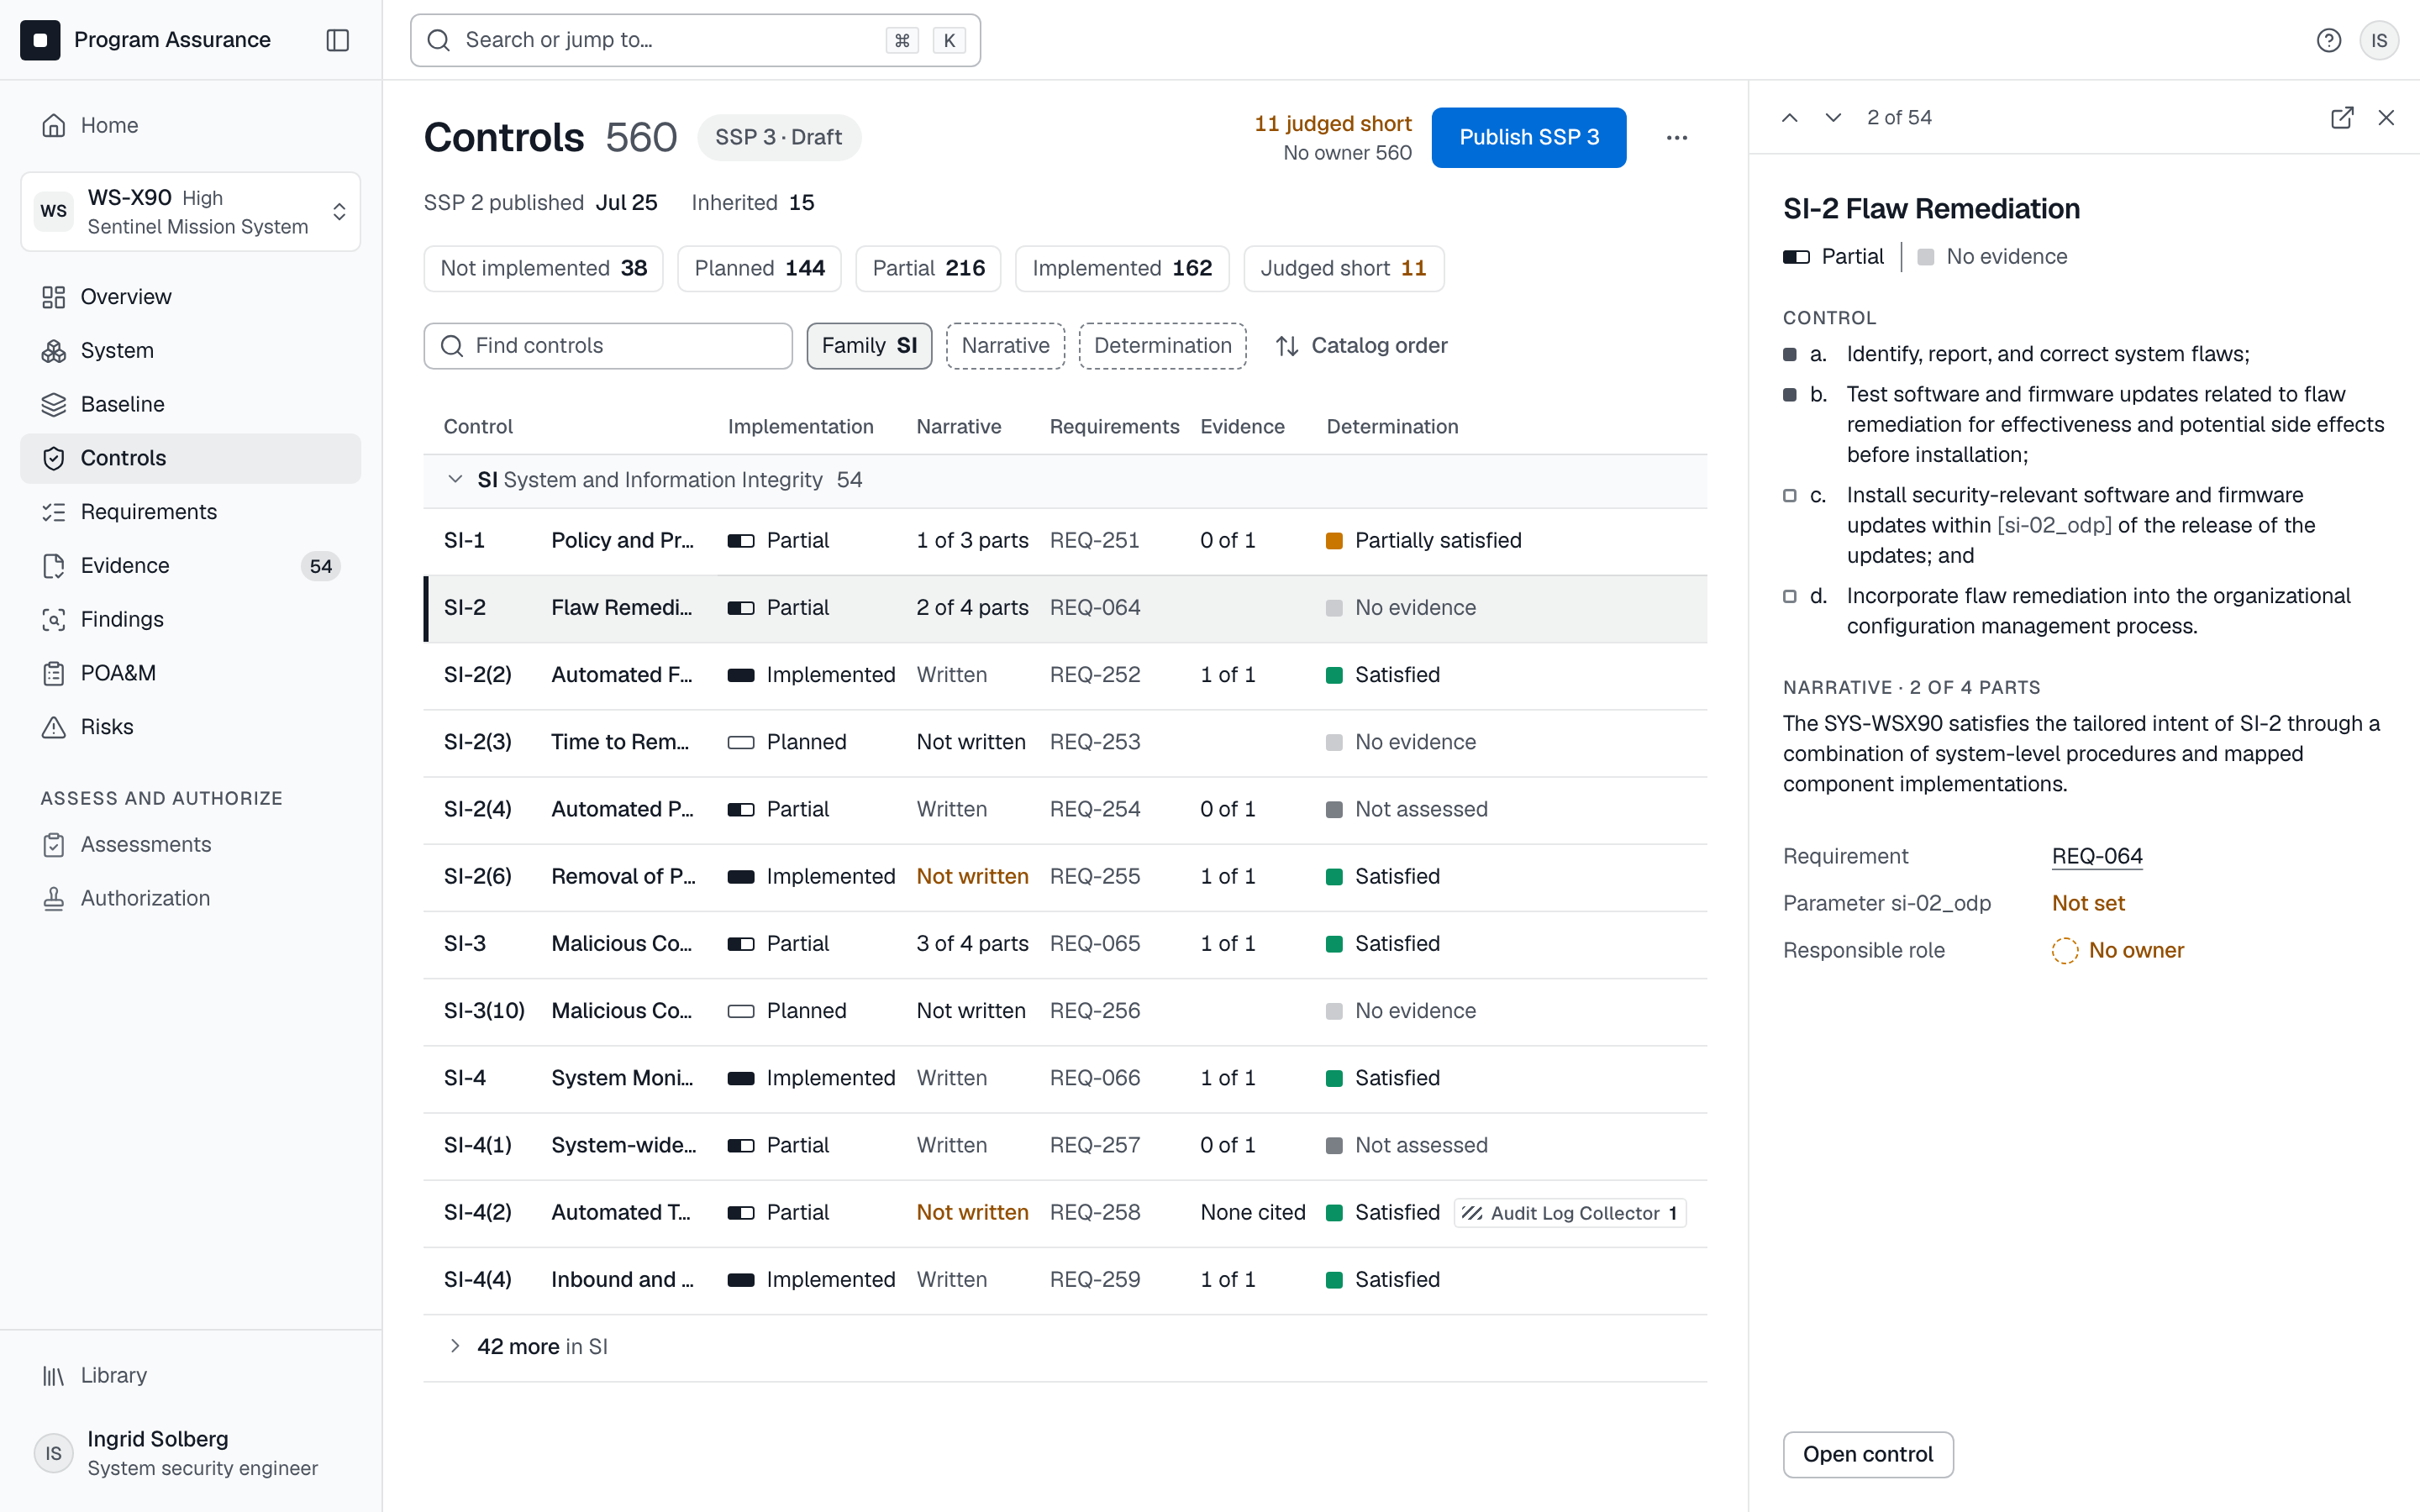 Program Assurance
Search or jump to...
⌘ K
IS
Home
WS
WS-X90 High
Sentinel Mission System
Overview
System
Baseline
Controls
Requirements
Evidence 54
Findings
POA&M
Risks
ASSESS AND AUTHORIZE
Assessments
Authorization
Library
IS
Ingrid Solberg
System security engineer
Controls 560 SSP 3 · Draft
11 judged short
No owner 560
Publish SSP 3
SSP 2 published Jul 25 Inherited 15
Not implemented 38 Planned 144 Partial 216 Implemented 162 Judged short 11
Find controls Family SI Narrative Determination Catalog order
Control Implementation Narrative Requirements Evidence Determination
SI System and Information Integrity 54
SI-1 Policy and Pr... Partial 1 of 3 parts REQ-251 0 of 1 Partially satisfied
SI-2 Flaw Remedi... Partial 2 of 4 parts REQ-064 No evidence
SI-2(2) Automated F... Implemented Written REQ-252 1 of 1 Satisfied
SI-2(3) Time to Rem... Planned Not written REQ-253 No evidence
SI-2(4) Automated P... Partial Written REQ-254 0 of 1 Not assessed
SI-2(6) Removal of P... Implemented Not written REQ-255 1 of 1 Satisfied
SI-3 Malicious Co... Partial 3 of 4 parts REQ-065 1 of 1 Satisfied
SI-3(10) Malicious Co... Planned Not written REQ-256 No evidence
SI-4 System Moni... Implemented Written REQ-066 1 of 1 Satisfied
SI-4(1) System-wide... Partial Written REQ-257 0 of 1 Not assessed
SI-4(2) Automated T... Partial Not written REQ-258 None cited Satisfied Audit Log Collector 1
SI-4(4) Inbound and ... Implemented Written REQ-259 1 of 1 Satisfied
42 more in SI
2 of 54
SI-2 Flaw Remediation
Partial No evidence
CONTROL
a. Identify, report, and correct system flaws;
b. Test software and firmware updates related to flaw
remediation for effectiveness and potential side effects
before installation;
c. Install security-relevant software and firmware
updates within [si-02_odp] of the release of the
updates; and
d. Incorporate flaw remediation into the organizational
configuration management process.
NARRATIVE · 2 OF 4 PARTS
The SYS-WSX90 satisfies the tailored intent of SI-2 through a
combination of system-level procedures and mapped
component implementations.
Requirement REQ-064
Parameter si-02_odp Not set
Responsible role No owner
Open control